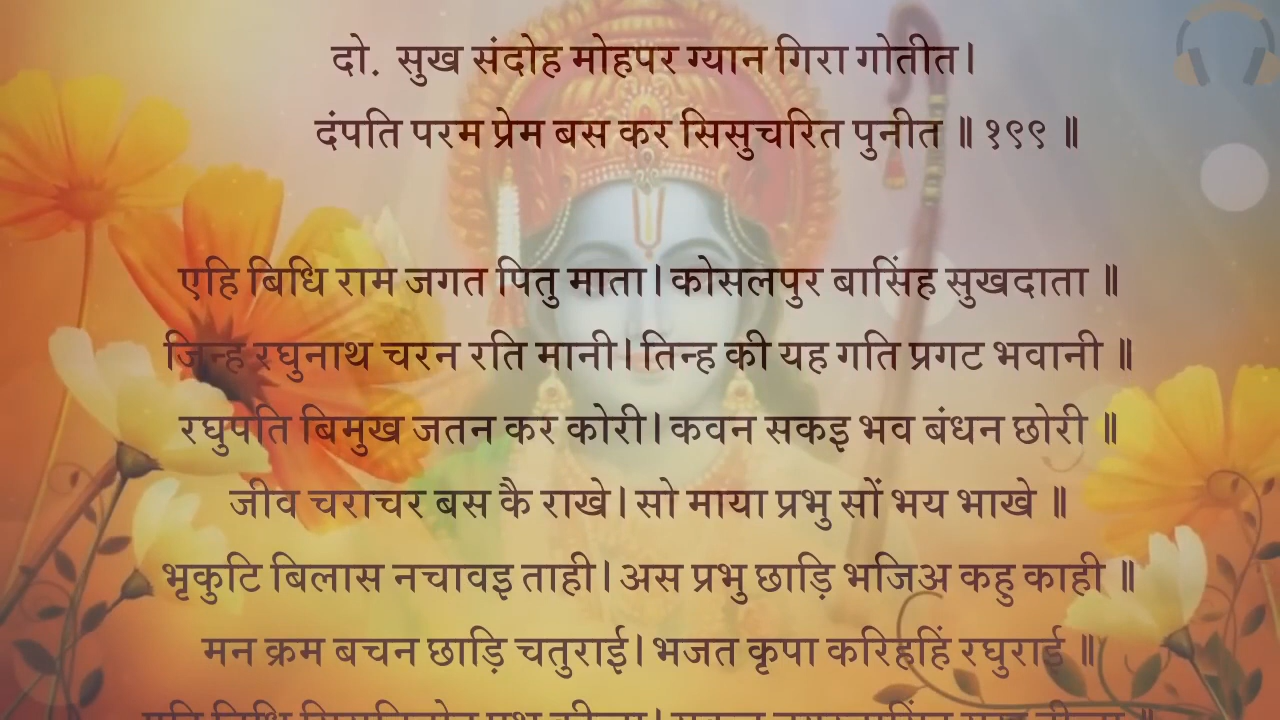 दो. सुख संदोह मोहपर ग्यान गिरा गोतीत।
दंपति परम प्रेम बस कर सिसुचरित पुनीत ॥ १९९ ॥
एहि बिधि राम जगत पितु माता। कोसलपुर बासिंह सुखदाता ॥
जिन्ह रघुनाथ चरन रति मानी। तिन्ह की यह गति प्रगट भवानी ॥
रघुपति बिमुख जतन कर कोरी। कवन सकइ भव बंधन छोरी ॥
जीव चराचर बस कै राखे। सो माया प्रभु सों भय भाखे ॥
भृकुटि बिलास नचावइ ताही। अस प्रभु छाड़ि भजिअ कहु काही ॥
मन क्रम बचन छाड़ि चतुराई। भजत कृपा करिहहिं रघुराई ॥